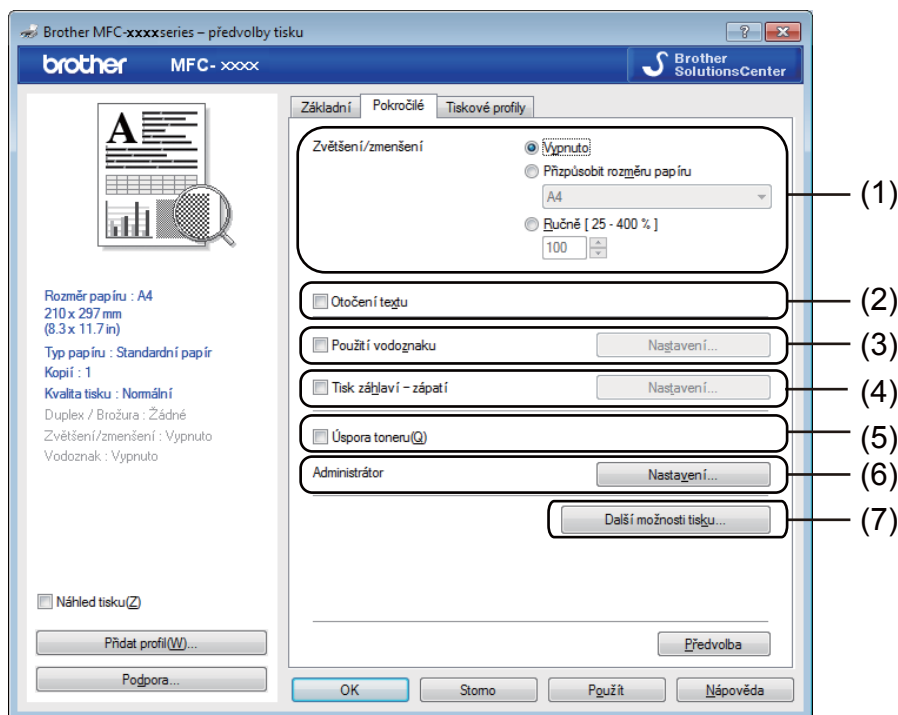 Brother MFC-xxxx series – předvolby tisku
brother MFC- xxxx
Brother
SolutionsCenter
Základní Pokročilé Tiskové profily
A
Zvětšení/zmenšení
Vypnuto
Přizpůsobit rozměru papíru
A4
Ručně [ 25 - 400 % ]
100
(1)
Otočení textu
(2)
Použití vodoznaku Nastavení...
(3)
Tisk záhlaví – zápatí Nastavení...
(4)
Úspora toneru(Q)
(5)
Administrátor Nastavení...
(6)
Další možnosti tisku...
(7)
Rozměr papíru : A4
210 x 297 mm
(8.3 x 11.7 in)
Typ papíru : Standardní papír
Kopií : 1
Kvalita tisku : Normální
Duplex / Brožura : Žádné
Zvětšení/zmenšení : Vypnuto
Vodoznak : Vypnuto
Náhled tisku(Z)
Přidat profil(W)...
Podpora...
Předvolba
OK Storno Použít Nápověda